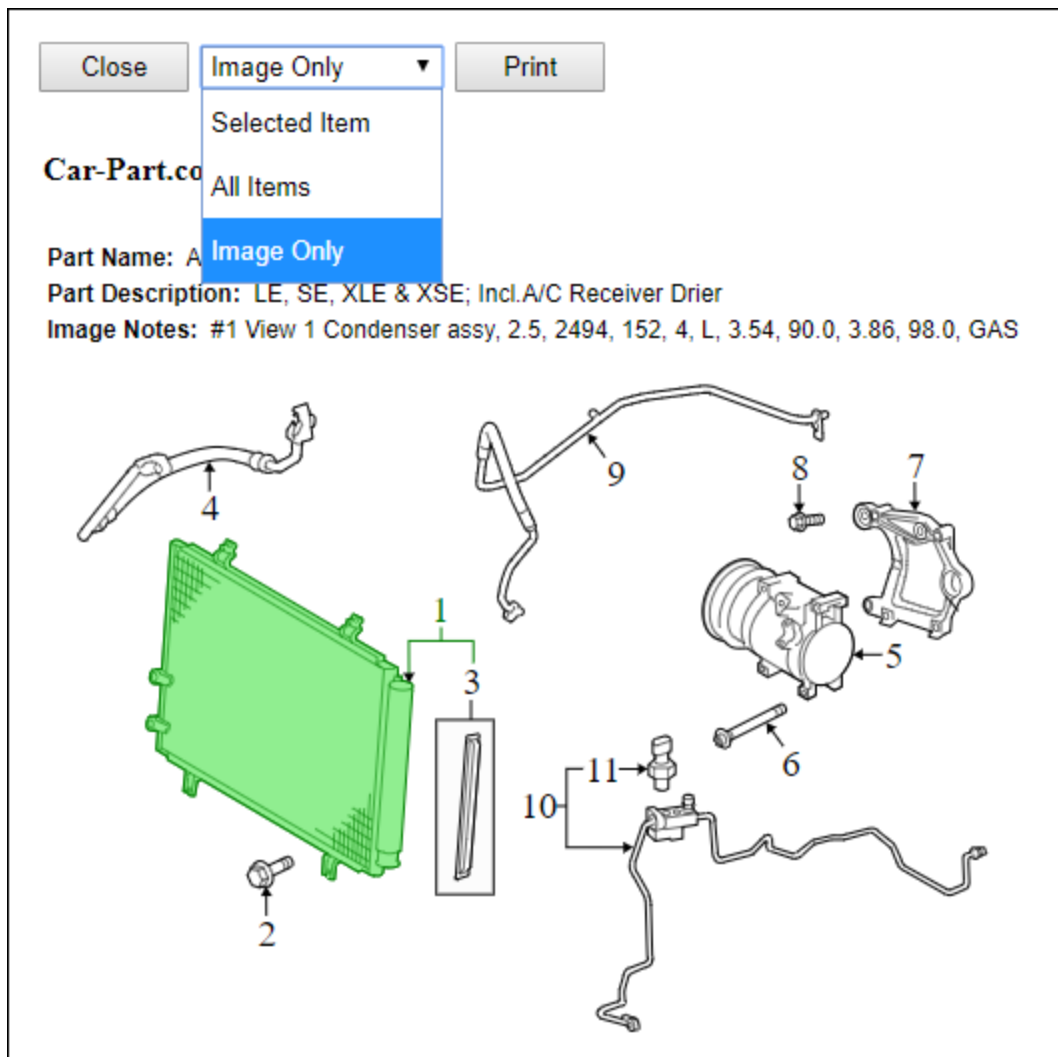 Close Image Only Print
Selected Item
All Items
Image Only
Car-Part.co
Part Name: A
Part Description: LE, SE, XLE & XSE; Incl.A/C Receiver Drier
Image Notes: #1 View 1 Condenser assy, 2.5, 2494, 152, 4, L, 3.54, 90.0, 3.86, 98.0, GAS
9
8
7
4
1
5
3
6
11
10
2